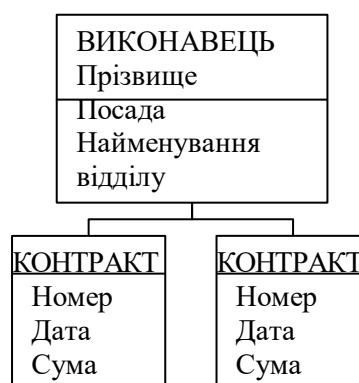 ВИКОНАВЕЦЬ
Прізвище
Посада
Найменування
відділу
КОНТРАКТ
Номер
Дата
Сума
КОНТРАКТ
Номер
Дата
Сума